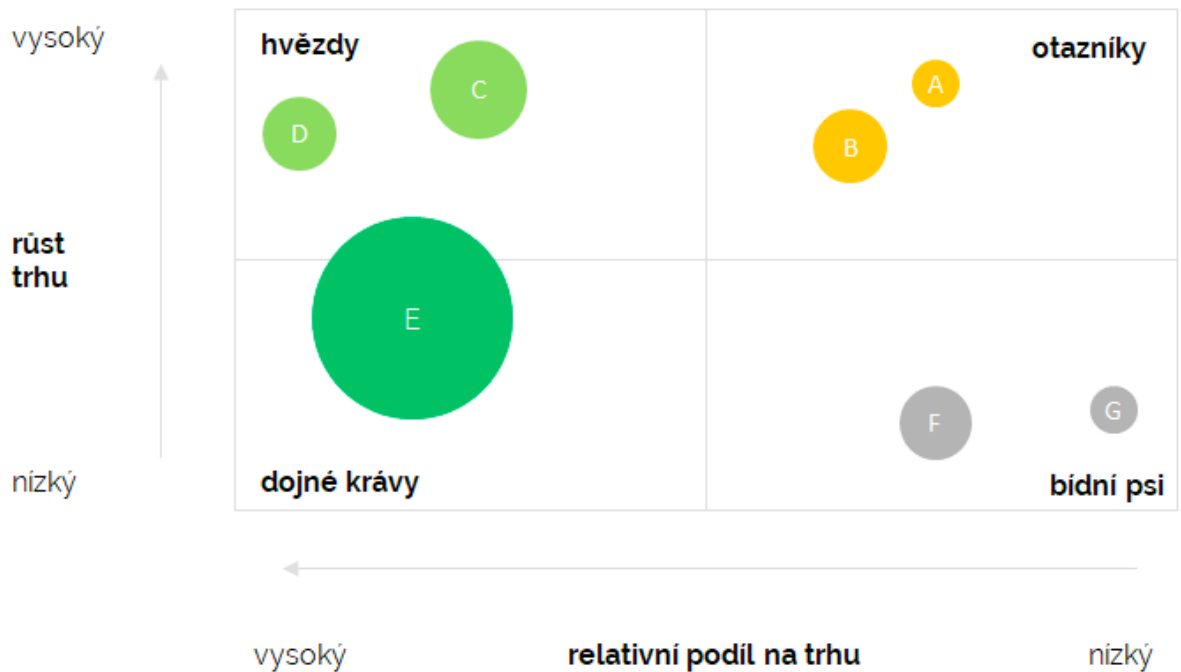 vysoký
hvězdy
otazníky
C
A
D
B
růst
trhu
E
F
G
nízký
dojné krávy
bídní psi
vysoký
relativní podíl na trhu
nízký